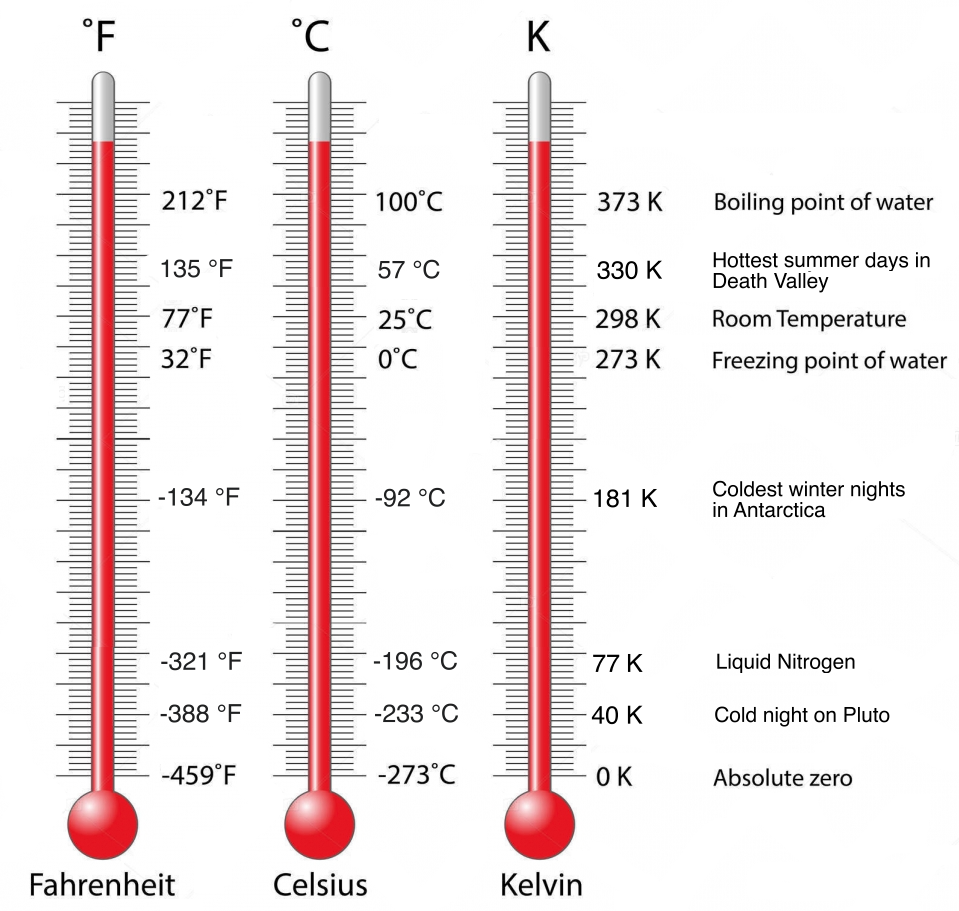 °F °C K
212°F 100°C 373 K Boiling point of water
135 °F 57 °C 330 K Hottest summer days in
Death Valley
77°F 25°C 298 K Room Temperature
32°F 0°C 273 K Freezing point of water
-134 °F -92 °C 181 K Coldest winter nights
in Antarctica
-321 °F -196 °C 77 K Liquid Nitrogen
-388 °F -233 °C 40 K Cold night on Pluto
-459°F -273°C 0 K Absolute zero
Fahrenheit Celsius Kelvin